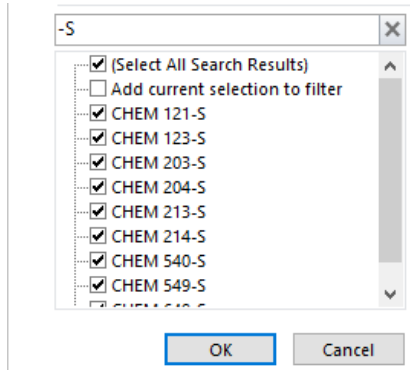 -S
(Select All Search Results)
Add current selection to filter
CHEM 121-S
CHEM 123-S
CHEM 203-S
CHEM 204-S
CHEM 213-S
CHEM 214-S
CHEM 540-S
CHEM 549-S
OK Cancel